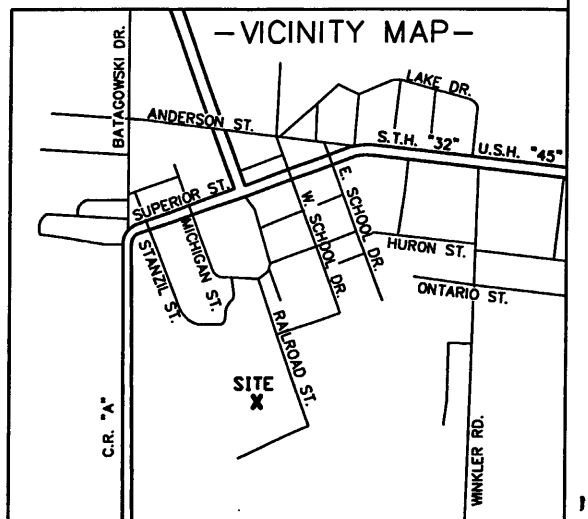 -VICINITY MAP-
BATAGOWSKI DR.
LAKE DR.
ANDERSON ST.
S.T.H. "32"
U.S.H. "45"
SUPERIOR ST.
MICHIGAN ST.
STANZIL ST.
W. SCHOOL DR.
E. SCHOOL DR.
HURON ST.
ONTARIO ST.
RAILROAD ST.
SITE
X
C.R. "A"
WINKLER RD.